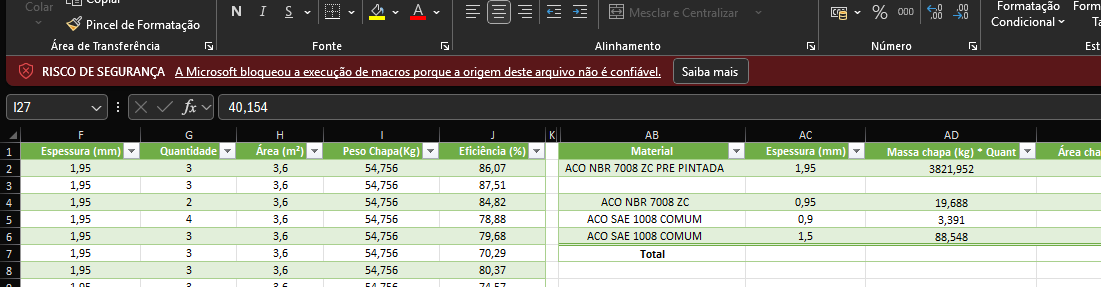 Colar Copiar
Pincel de Formatação
Área de Transferência
N I S A
Fonte
Mesclar e Centralizar
Alinhamento
% 000
Número
Formatação
Condicional
RISCO DE SEGURANÇA A Microsoft bloqueou a execução de macros porque a origem deste arquivo não é confiável. Saiba mais
I27 fx 40,154
F G H I J K AB AC AD
1 Espessura (mm) Quantidade Área (m²) Peso Chapa(Kg) Eficiência (%) Material Espessura (mm) Massa chapa (kg) * Quant Área cha
2 1,95 3 3,6 54,756 86,07 ACO NBR 7008 ZC PRE PINTADA 1,95 3821,952
3 1,95 3 3,6 54,756 87,51
4 1,95 2 3,6 54,756 84,82 ACO NBR 7008 ZC 0,95 19,688
5 1,95 4 3,6 54,756 78,88 ACO SAE 1008 COMUM 0,9 3,391
6 1,95 3 3,6 54,756 79,68 ACO SAE 1008 COMUM 1,5 88,548
7 1,95 3 3,6 54,756 70,29 Total
8 1,95 3 3,6 54,756 80,37
1,95 3 3,6 54,756 74,57